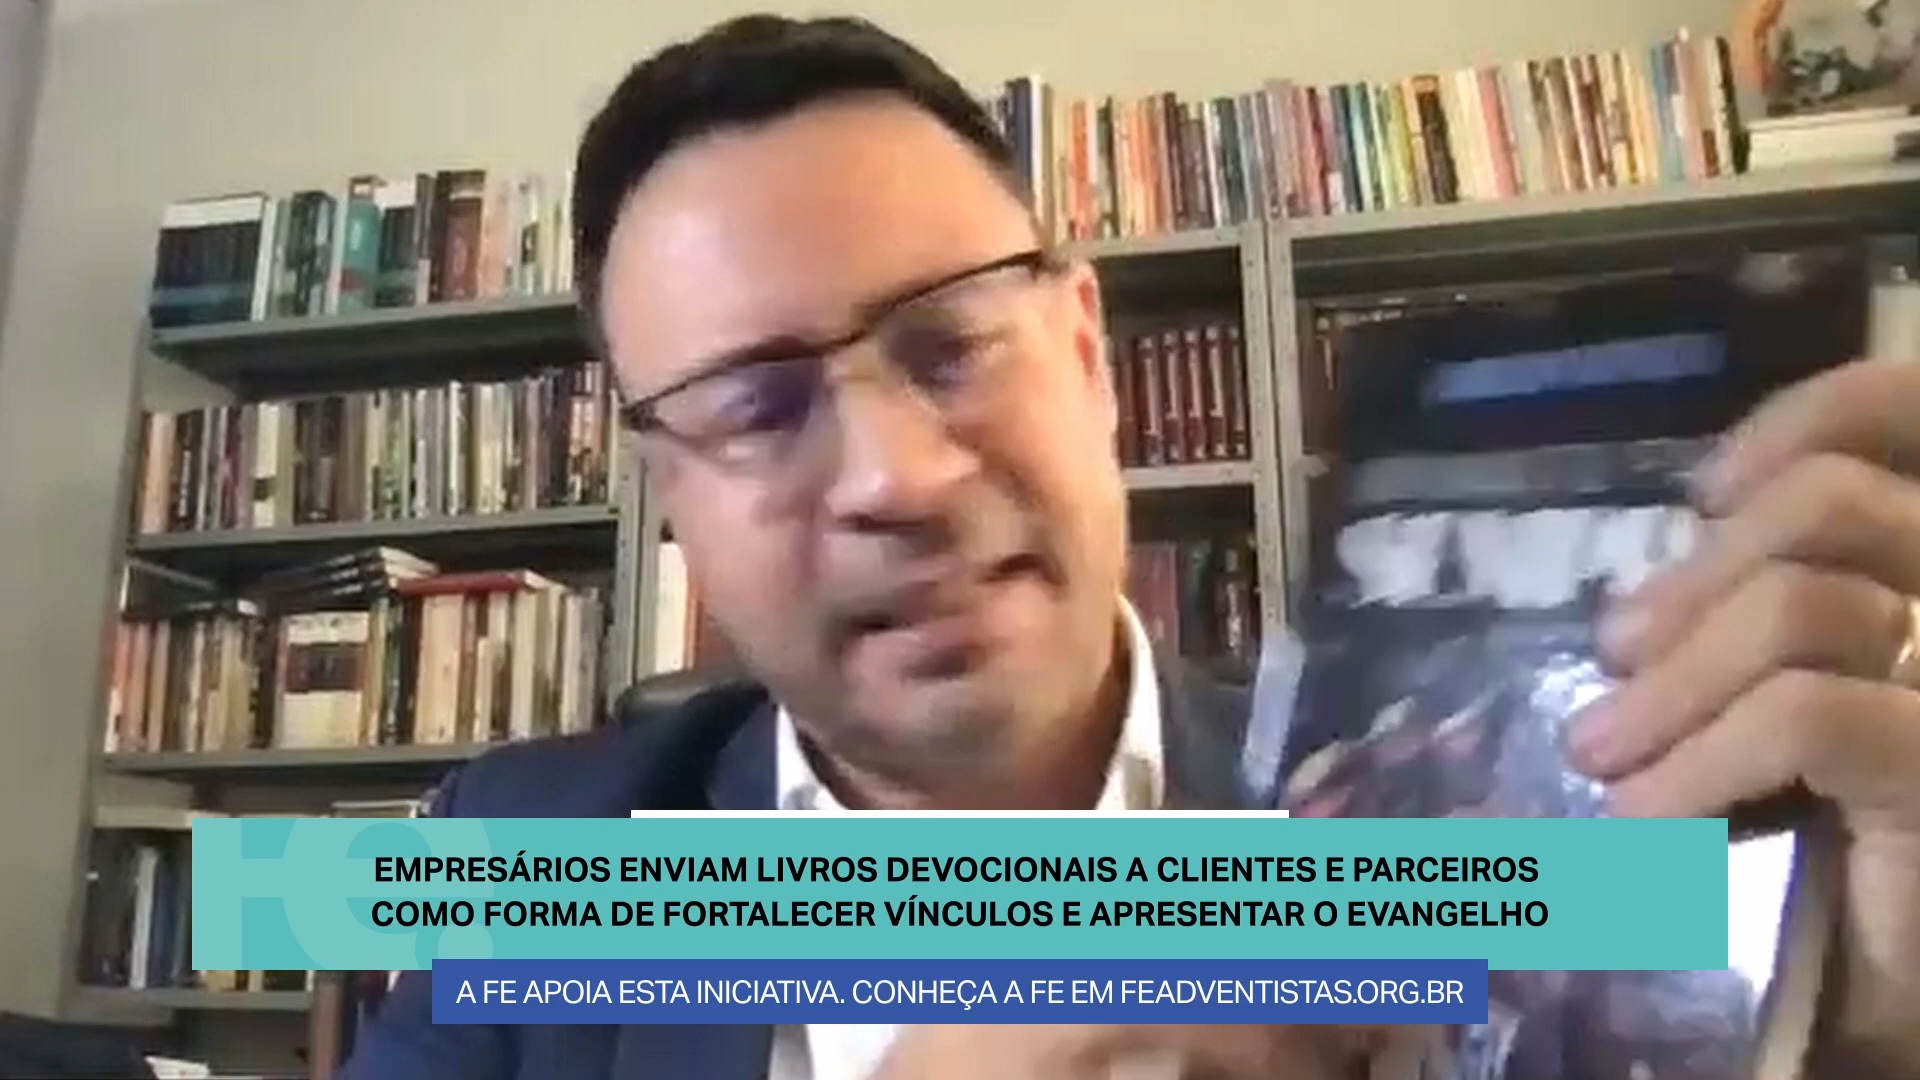 EMPRESÁRIOS ENVIAM LIVROS DEVOCIONAIS A CLIENTES E PARCEIROS
COMO FORMA DE FORTALECER VÍNCULOS E APRESENTAR O EVANGELHO
A FE APOIA ESTA INICIATIVA. CONHEÇA A FE EM FEADVENTISTAS.ORG.BR